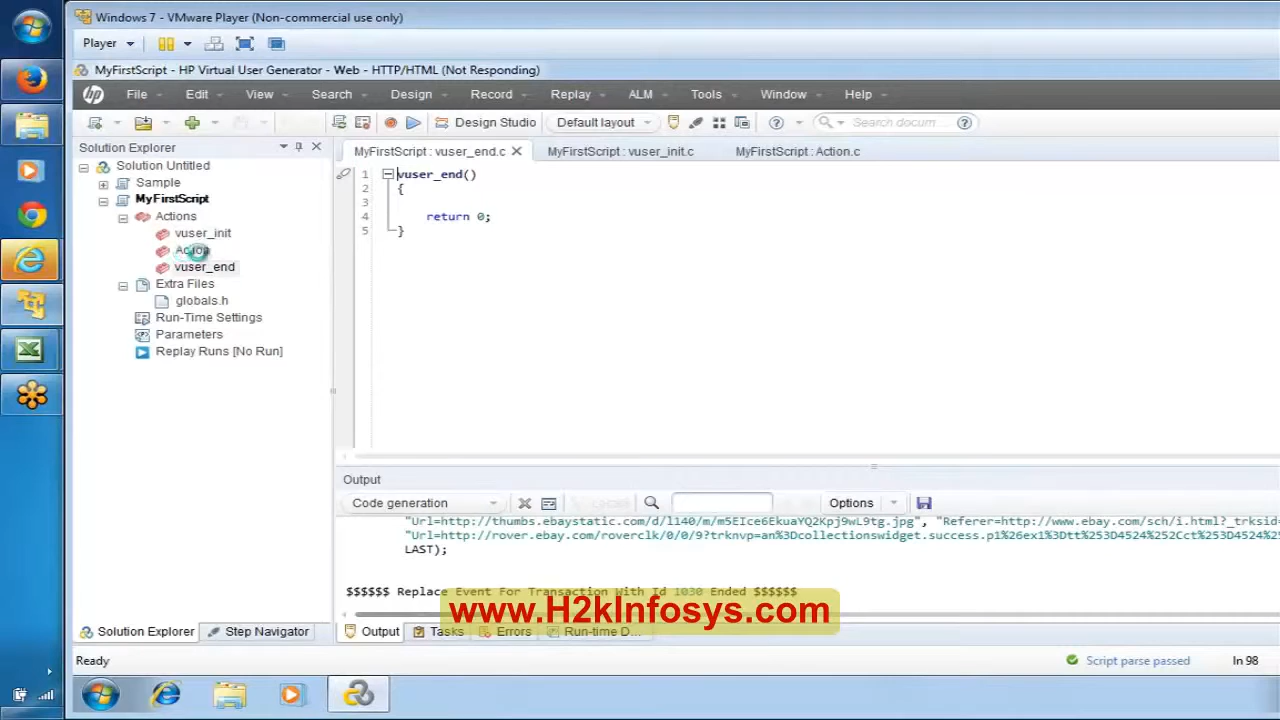 Windows 7 - VMware Player (Non-commercial use only)
Player
MyFirstScript - HP Virtual User Generator - Web - HTTP/HTML (Not Responding)
hp File Edit View Search Design Record Replay ALM Tools Window Help
Design Studio Default layout Search docum
Solution Explorer
MyFirstScript : vuser_end.c MyFirstScript : vuser_init.c MyFirstScript : Action.c
Solution Untitled
Sample
MyFirstScript
Actions
vuser_init
Action
vuser_end
Extra Files
globals.h
Run-Time Settings
Parameters
Replay Runs [No Run]
1 vuser_end()
2 {
3
4 return 0;
5 }
Output
Code generation Options
"Url=http://thumbs.ebaystatic.com/d/l140/m/m5EIce6EkuaYQ2Kpj9wL9tg.jpg", "Referer=http://www.ebay.com/sch/i.html?_trksid
"Url=http://rover.ebay.com/roverclk/0/0/9?trknvp=an%3Dcollectionswidget.success.p1%26ex1%3Dtt%253D4524%252Cct%253D4524%25
LAST);
$$$$$$ Replace Event For Transaction With Id 1030 Ended $$$$$$
www.H2kInfosys.com
Solution Explorer Step Navigator Output Tasks Errors Run-time D...
Ready Script parse passed ln 98